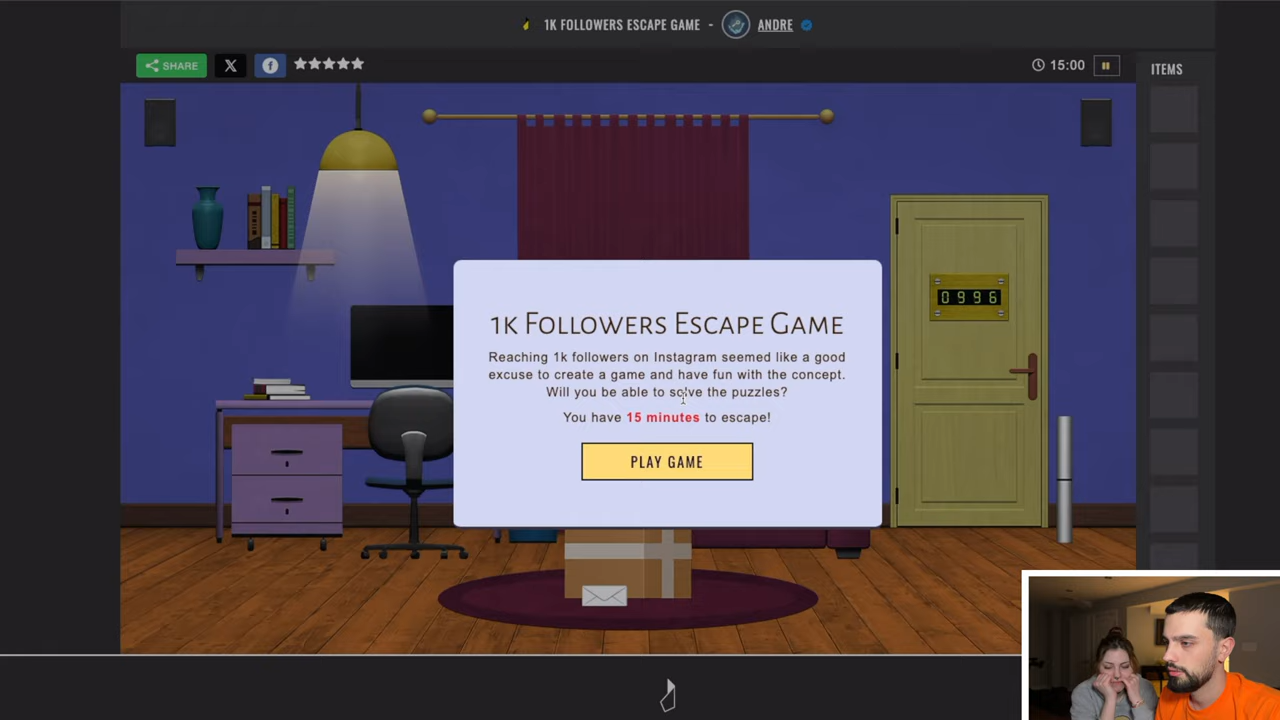 1K FOLLOWERS ESCAPE GAME - ANDRE
SHARE X f 15:00
ITEMS
0996
1K FOLLOWERS ESCAPE GAME
Reaching 1k followers on Instagram seemed like a good
excuse to create a game and have fun with the concept.
Will you be able to solve the puzzles?
You have 15 minutes to escape!
PLAY GAME